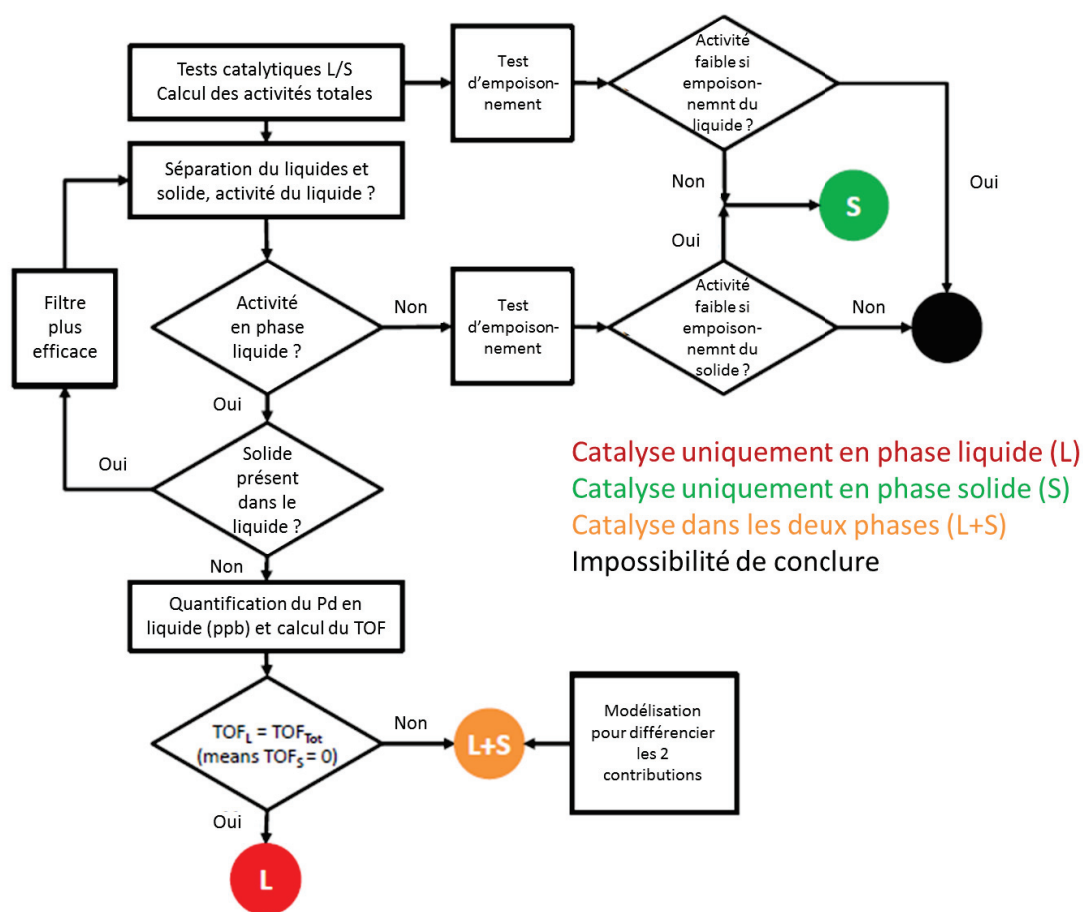 Tests catalytiques L/S
Calcul des activités totales
Test
d'empoison-
nement
Activité
faible si
empoison-
nemnt du
liquide ?
Séparation du liquides et
solide, activité du liquide ?
Non
Oui
S
Oui
Filtre
plus
efficace
Activité
en phase
liquide ?
Non
Test
d'empoison-
nement
Activité
faible si
empoison-
nemnt du
solide ?
Non
Oui
Oui
Solide
présent
dans le
liquide ?
Catalyse uniquement en phase liquide (L)
Catalyse uniquement en phase solide (S)
Catalyse dans les deux phases (L+S)
Impossibilité de conclure
Non
Quantification du Pd en
liquide (ppb) et calcul du TOF
TOF_L = TOF_Tot
(means TOF_S = 0)
Non
L+S
Modélisation
pour différencier
les 2
contributions
Oui
L